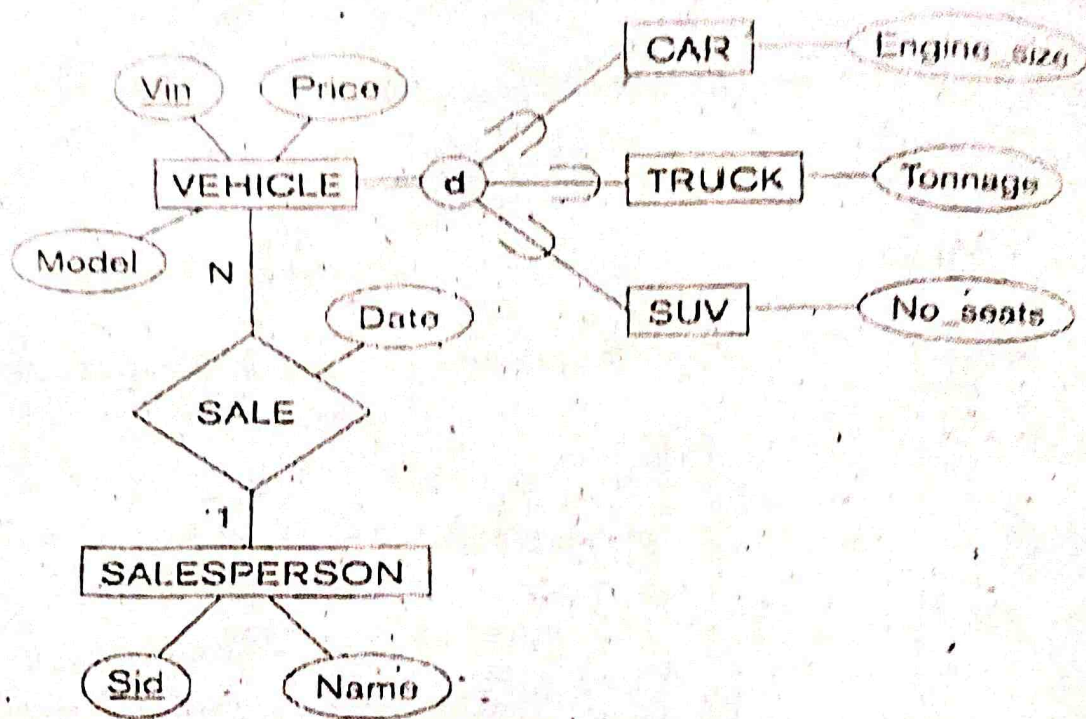 CAR
Engine_size
Vin
Price
VEHICLE
d
TRUCK
Tonnage
Model
N
Date
SUV
No_seats
SALE
1
SALESPERSON
Sid
Name